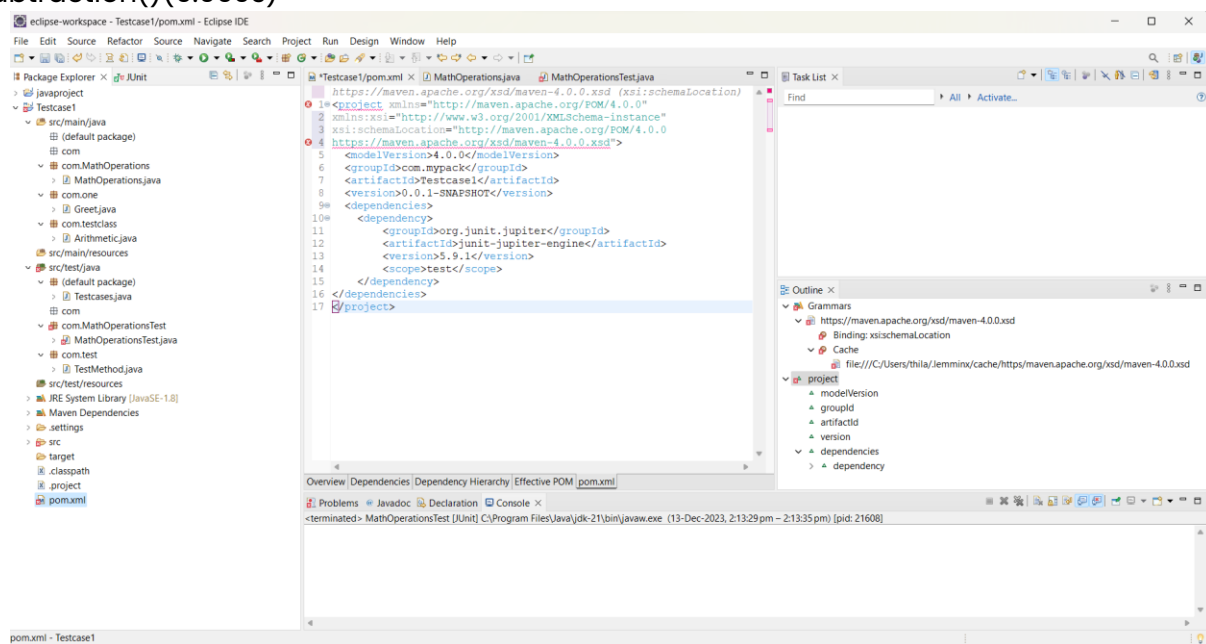 eclipse-workspace - Testcase1/pom.xml - Eclipse IDE
File Edit Source Refactor Source Navigate Search Project Run Design Window Help
Package Explorer JUnit
javaproject
Testcase1
src/main/java
(default package)
com
com.MathOperations
MathOperations.java
com.one
Greet.java
com.testclass
Arithmetic.java
src/main/resources
src/test/java
(default package)
Testcases.java
com
com.MathOperationsTest
MathOperationsTest.java
com.test
TestMethod.java
src/test/resources
JRE System Library [JavaSE-1.8]
Maven Dependencies
.settings
src
target
.classpath
.project
pom.xml
*Testcase1/pom.xml MathOperations.java MathOperationsTest.java
https://maven.apache.org/xsd/maven-4.0.0.xsd (xsi:schemaLocation)
1 <project xmlns="http://maven.apache.org/POM/4.0.0"
2 xmlns:xsi="http://www.w3.org/2001/XMLSchema-instance"
3 xsi:schemaLocation="http://maven.apache.org/POM/4.0.0
4 https://maven.apache.org/xsd/maven-4.0.0.xsd">
5 <modelVersion>4.0.0</modelVersion>
6 <groupId>com.mypack</groupId>
7 <artifactId>Testcase1</artifactId>
8 <version>0.0.1-SNAPSHOT</version>
9 <dependencies>
10 <dependency>
11 <groupId>org.junit.jupiter</groupId>
12 <artifactId>junit-jupiter-engine</artifactId>
13 <version>5.9.1</version>
14 <scope>test</scope>
15 </dependency>
16 </dependencies>
17 </project>
Overview Dependencies Dependency Hierarchy Effective POM pom.xml
Task List
Find All Activate...
Outline
Grammars
https://maven.apache.org/xsd/maven-4.0.0.xsd
Binding: xsi:schemaLocation
Cache
file:///C:/Users/thila/.lemminx/cache/https/maven.apache.org/xsd/maven-4.0.0.xsd
project
modelVersion
groupId
artifactId
version
dependencies
dependency
Problems Javadoc Declaration Console
<terminated> MathOperationsTest [JUnit] C:\Program Files\Java\jdk-21\bin\javaw.exe (13-Dec-2023, 2:13:29 pm – 2:13:35 pm) [pid: 21608]
pom.xml - Testcase1